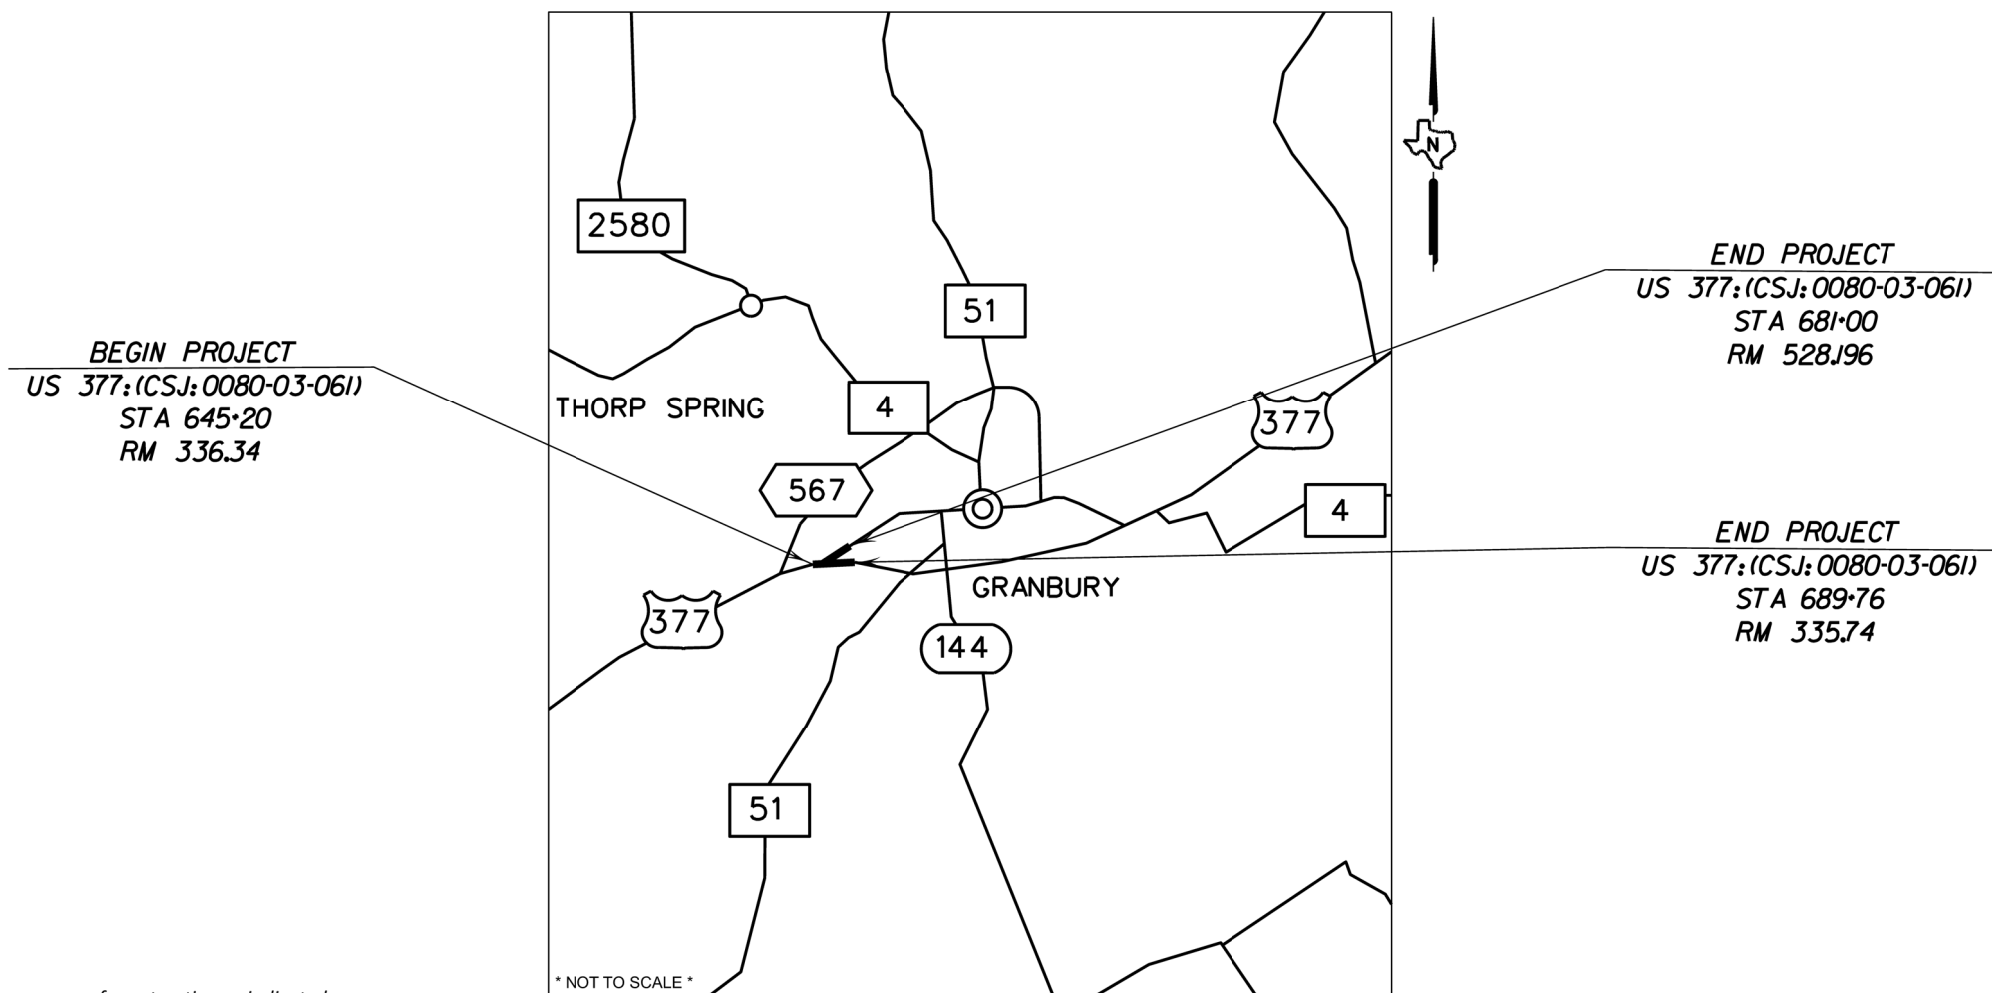 N
2580
END PROJECT
US 377:(CSJ:0080-03-061)
STA 681+00
RM 528.196
51
BEGIN PROJECT
US 377:(CSJ:0080-03-061)
STA 645+20
RM 336.34
THORP SPRING
4
377
567
4
END PROJECT
US 377:(CSJ:0080-03-061)
STA 689+76
RM 335.74
GRANBURY
377
144
51
* NOT TO SCALE *